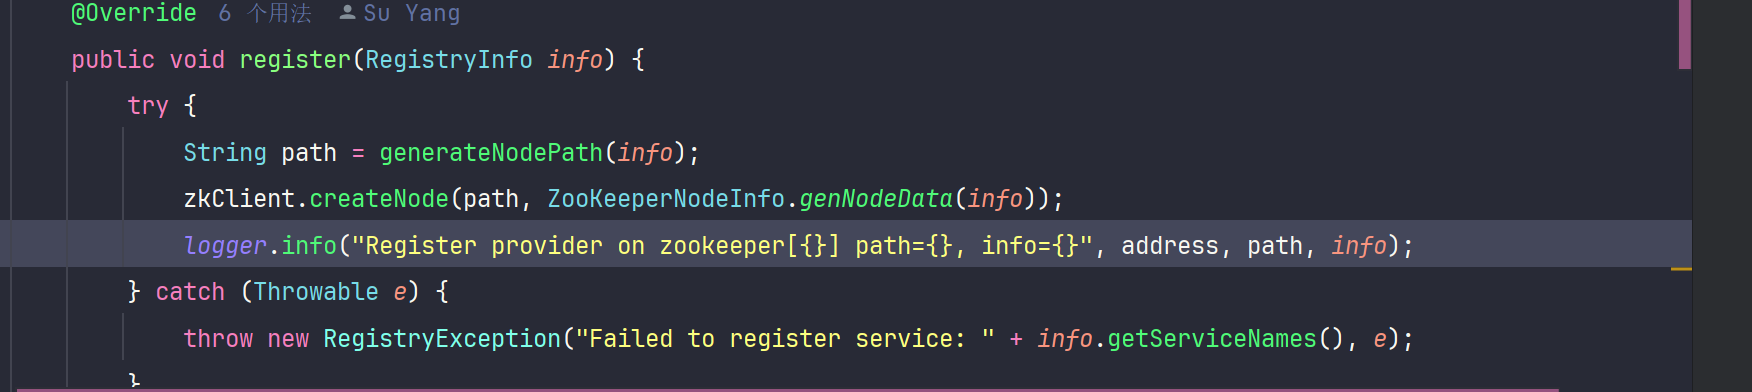 @Override 6 个用法 Su Yang
public void register(RegistryInfo info) {
try {
String path = generateNodePath(info);
zkClient.createNode(path, ZooKeeperNodeInfo.genNodeData(info));
logger.info("Register provider on zookeeper[{}] path={}, info={}", address, path, info);
} catch (Throwable e) {
throw new RegistryException("Failed to register service: " + info.getServiceNames(), e);
}